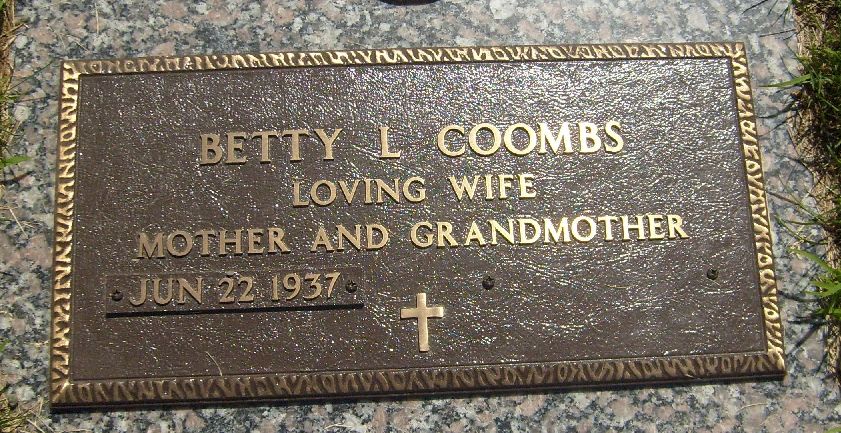 BETTY L COOMBS
LOVING WIFE
MOTHER AND GRANDMOTHER
JUN 22 1937